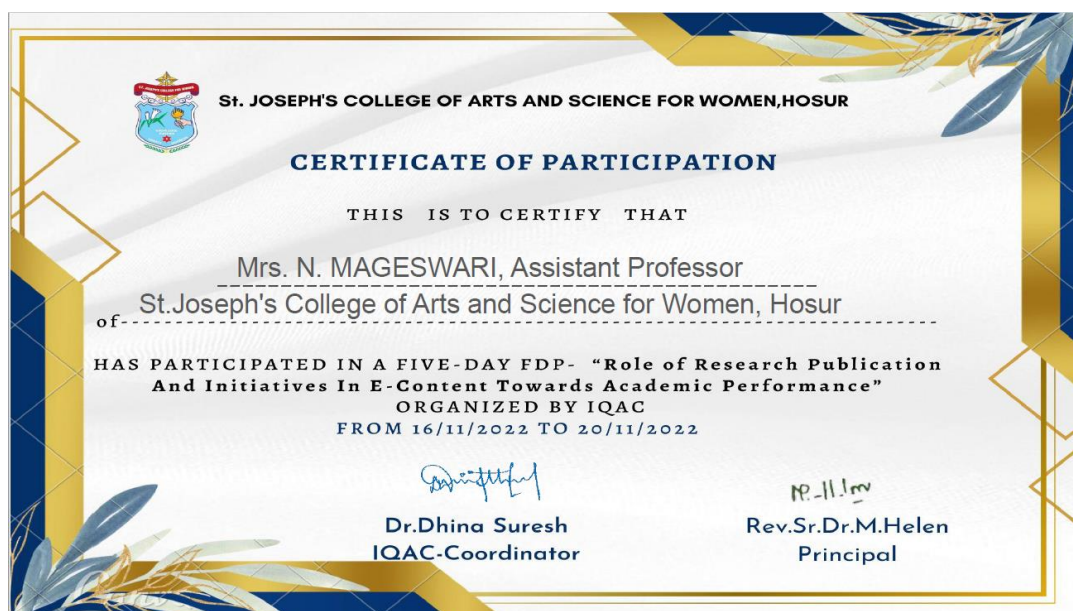 St. JOSEPH'S COLLEGE OF ARTS AND SCIENCE FOR WOMEN,HOSUR
CERTIFICATE OF PARTICIPATION
THIS IS TO CERTIFY THAT
Mrs. N. MAGESWARI, Assistant Professor
of St.Joseph's College of Arts and Science for Women, Hosur
HAS PARTICIPATED IN A FIVE-DAY FDP- “Role of Research Publication
And Initiatives In E-Content Towards Academic Performance”
ORGANIZED BY IQAC
FROM 16/11/2022 TO 20/11/2022
Dr.Dhina Suresh
IQAC-Coordinator
Rev.Sr.Dr.M.Helen
Principal